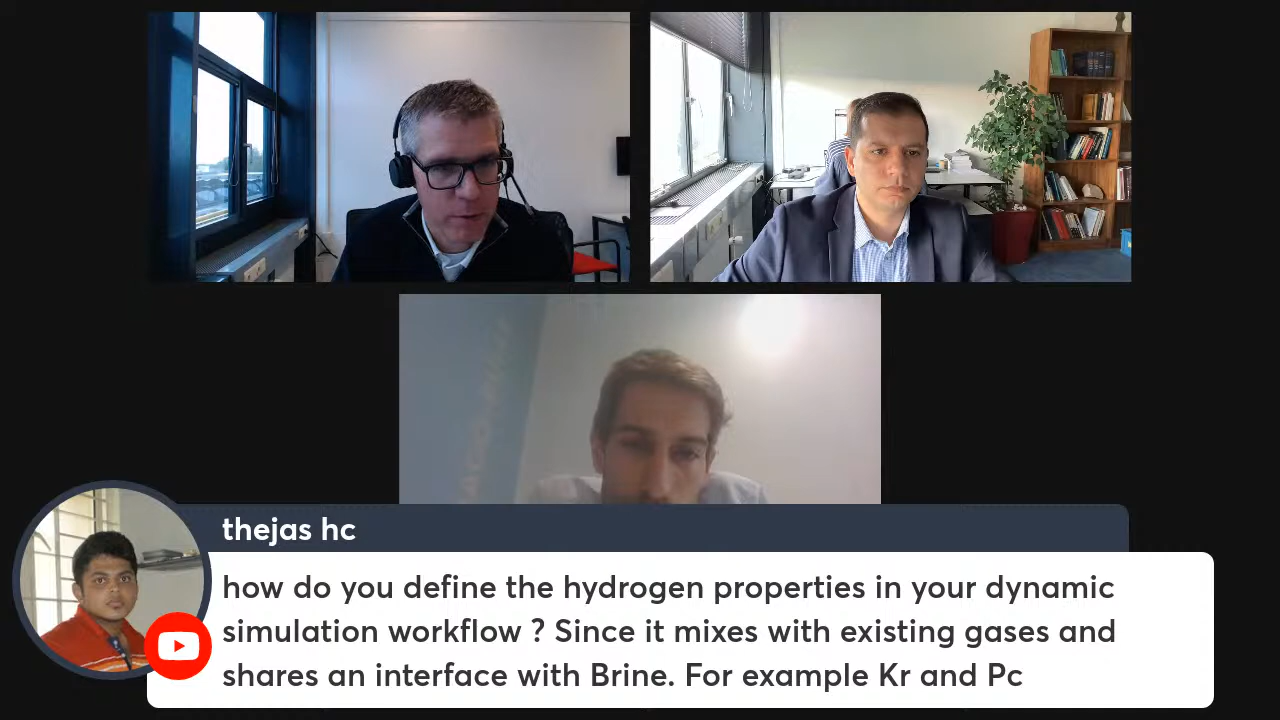 thejas hc
how do you define the hydrogen properties in your dynamic
simulation workflow ? Since it mixes with existing gases and
shares an interface with Brine. For example Kr and Pc